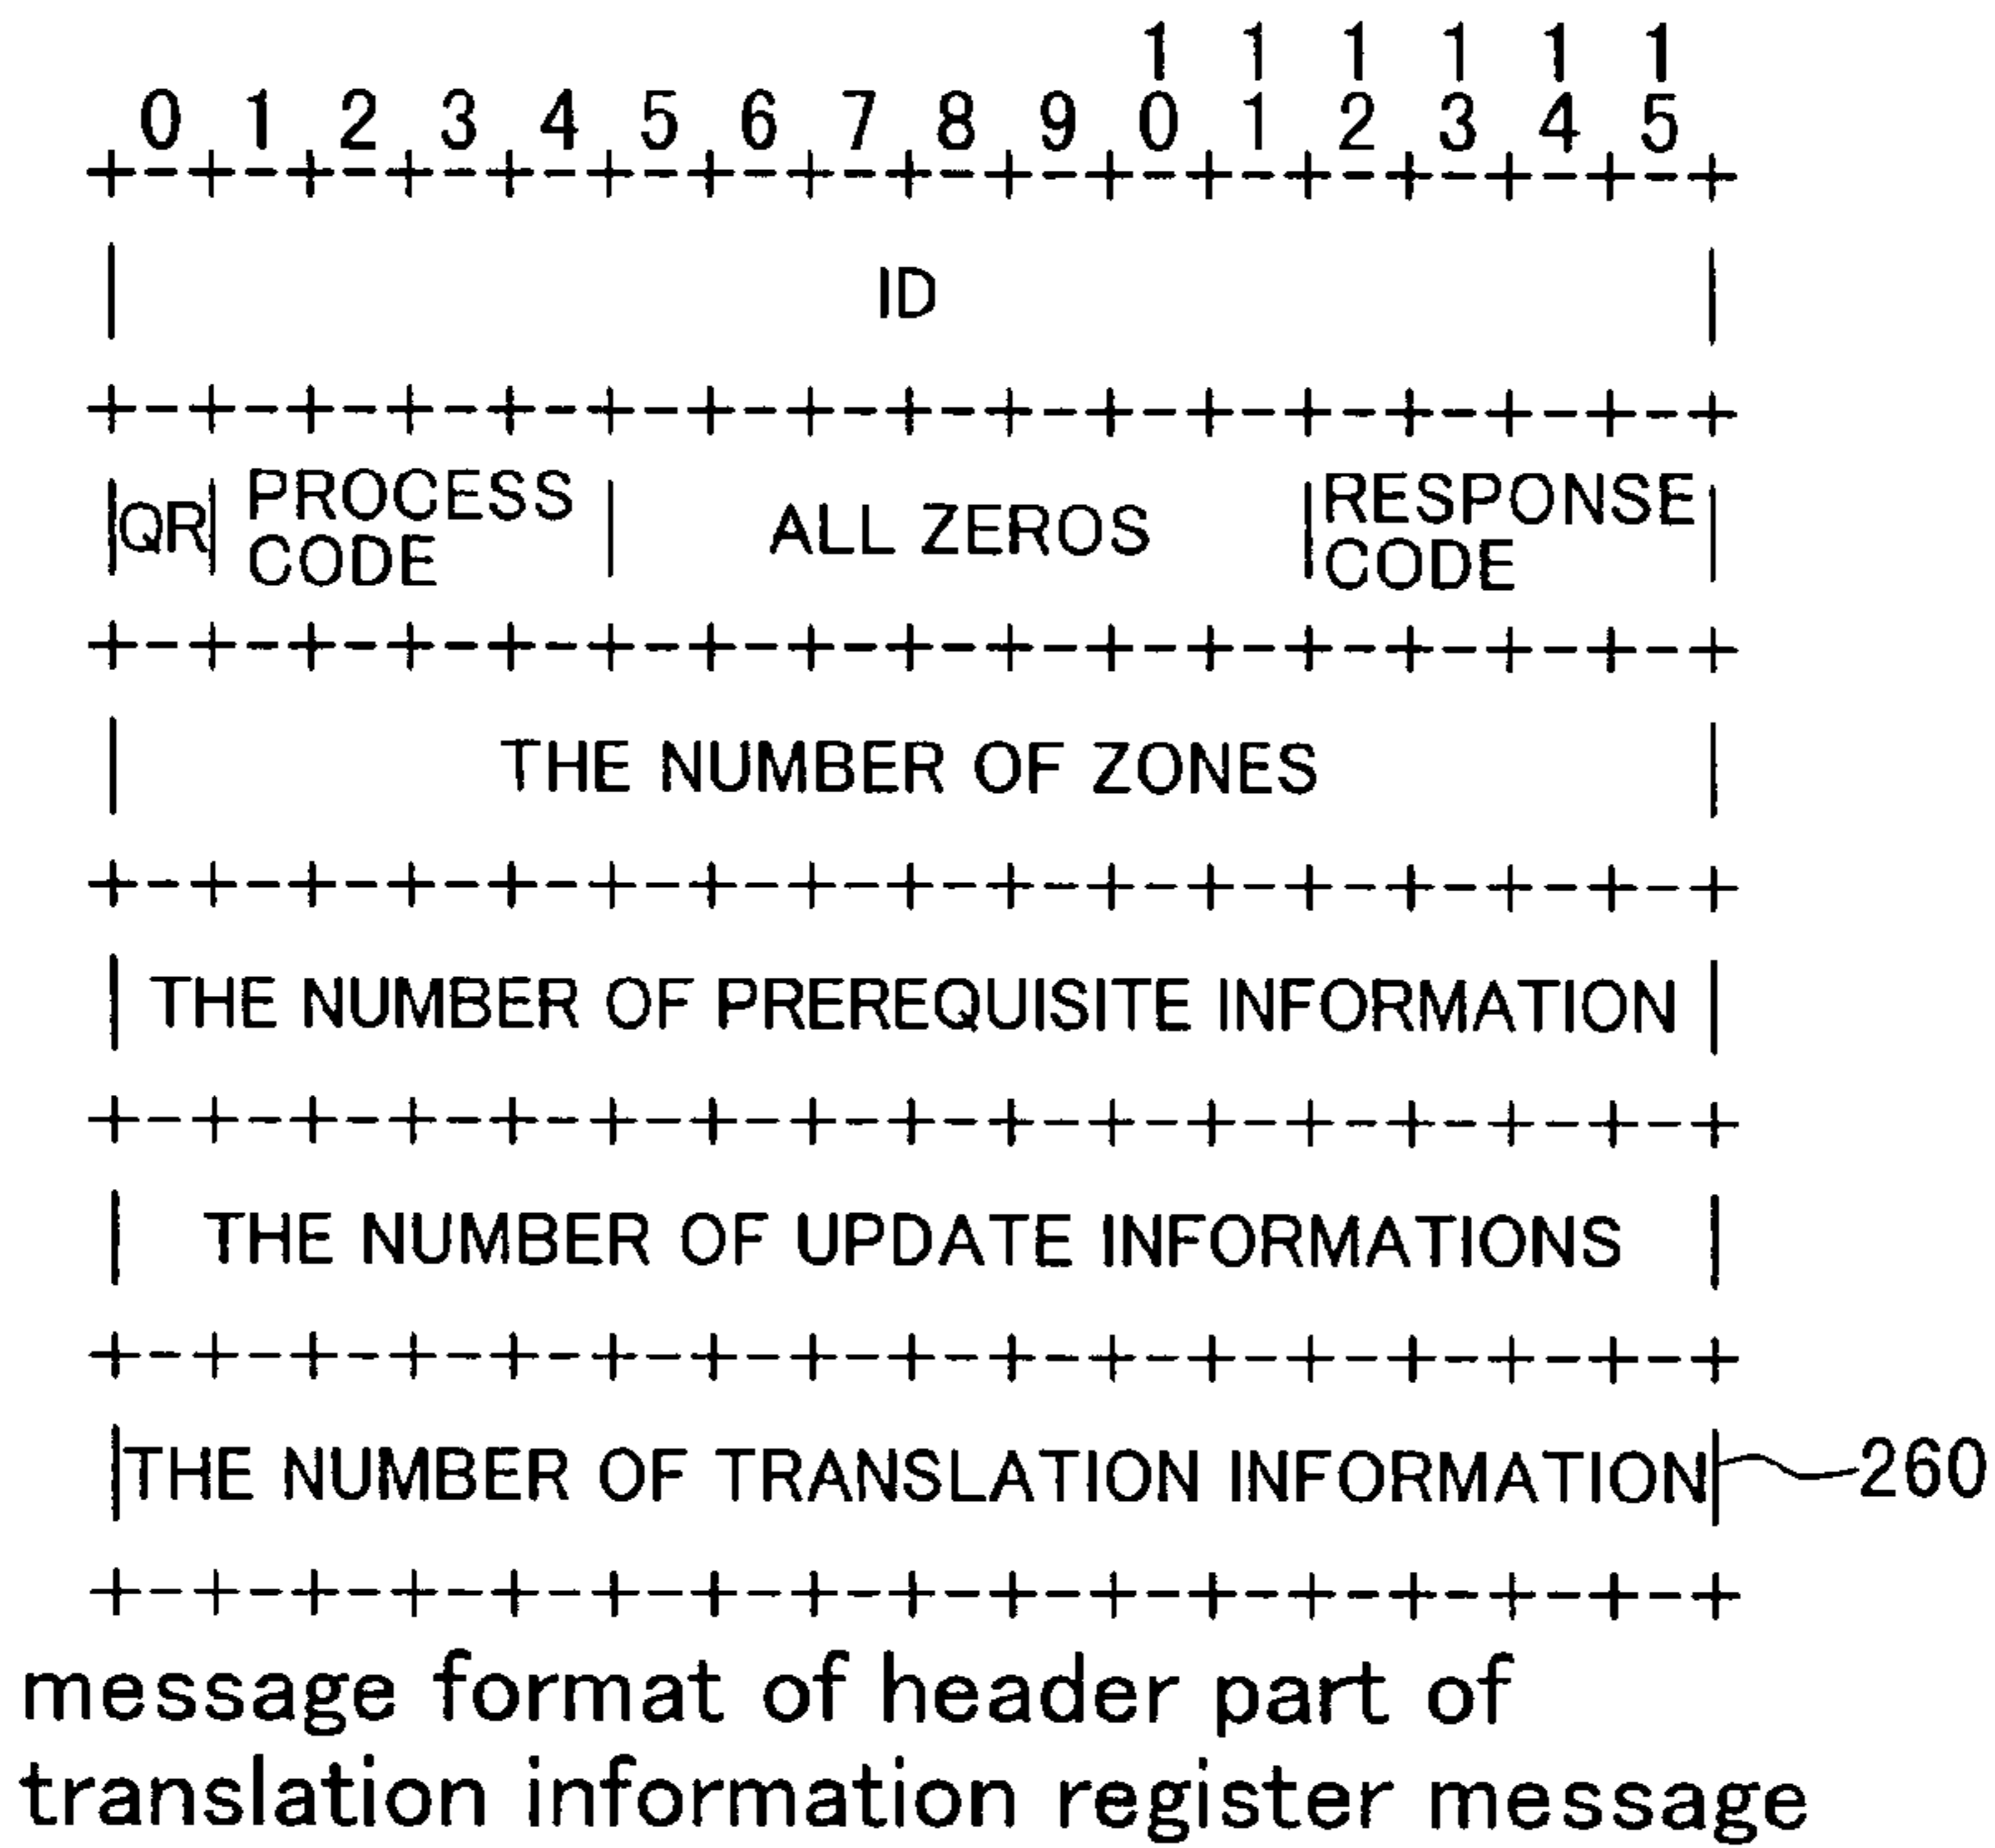 1 1 1 1 1 1
0 1 2 3 4 5 6 7 8 9 0 1 2 3 4 5
ID
QR PROCESS CODE ALL ZEROS RESPONSE CODE
THE NUMBER OF ZONES
THE NUMBER OF PREREQUISITE INFORMATION
THE NUMBER OF UPDATE INFORMATIONS
THE NUMBER OF TRANSLATION INFORMATION 260
message format of header part of
translation information register message